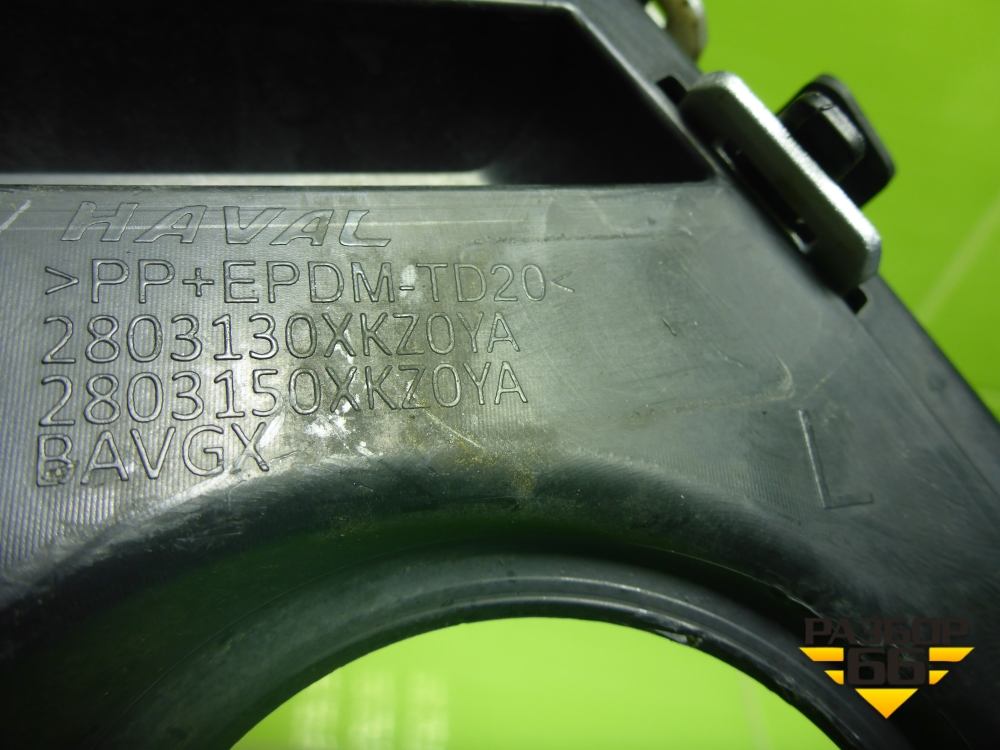 HAVAL
>PP+EPDM-TD20<
2803130XKZ0YA
2803150XKZ0YA
BAVGX
L
РАЗБОР
66